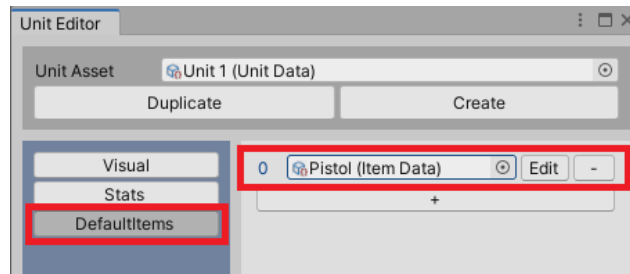 Unit Editor
Unit Asset Unit 1 (Unit Data)
Duplicate Create
Visual
Stats
DefaultItems
0 Pistol (Item Data) Edit -
+